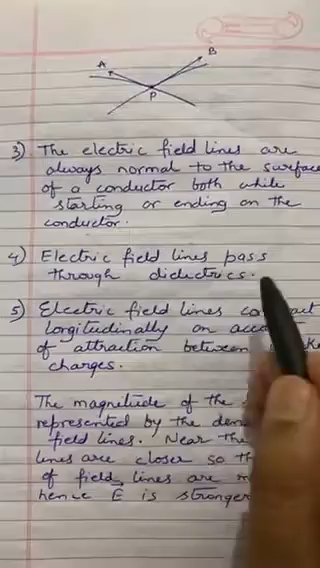 A
B
P
3) The electric field lines are
always normal to the surface
of a conductor both while
starting or ending on the
conductor.
4) Electric field lines pass
through dielectrics.
5) Electric field lines
longitudinally on
of attraction between
charges.
The magnitude of the
represented by the
field lines. Near the
lines are closer so
of field, lines are
hence E is stronger